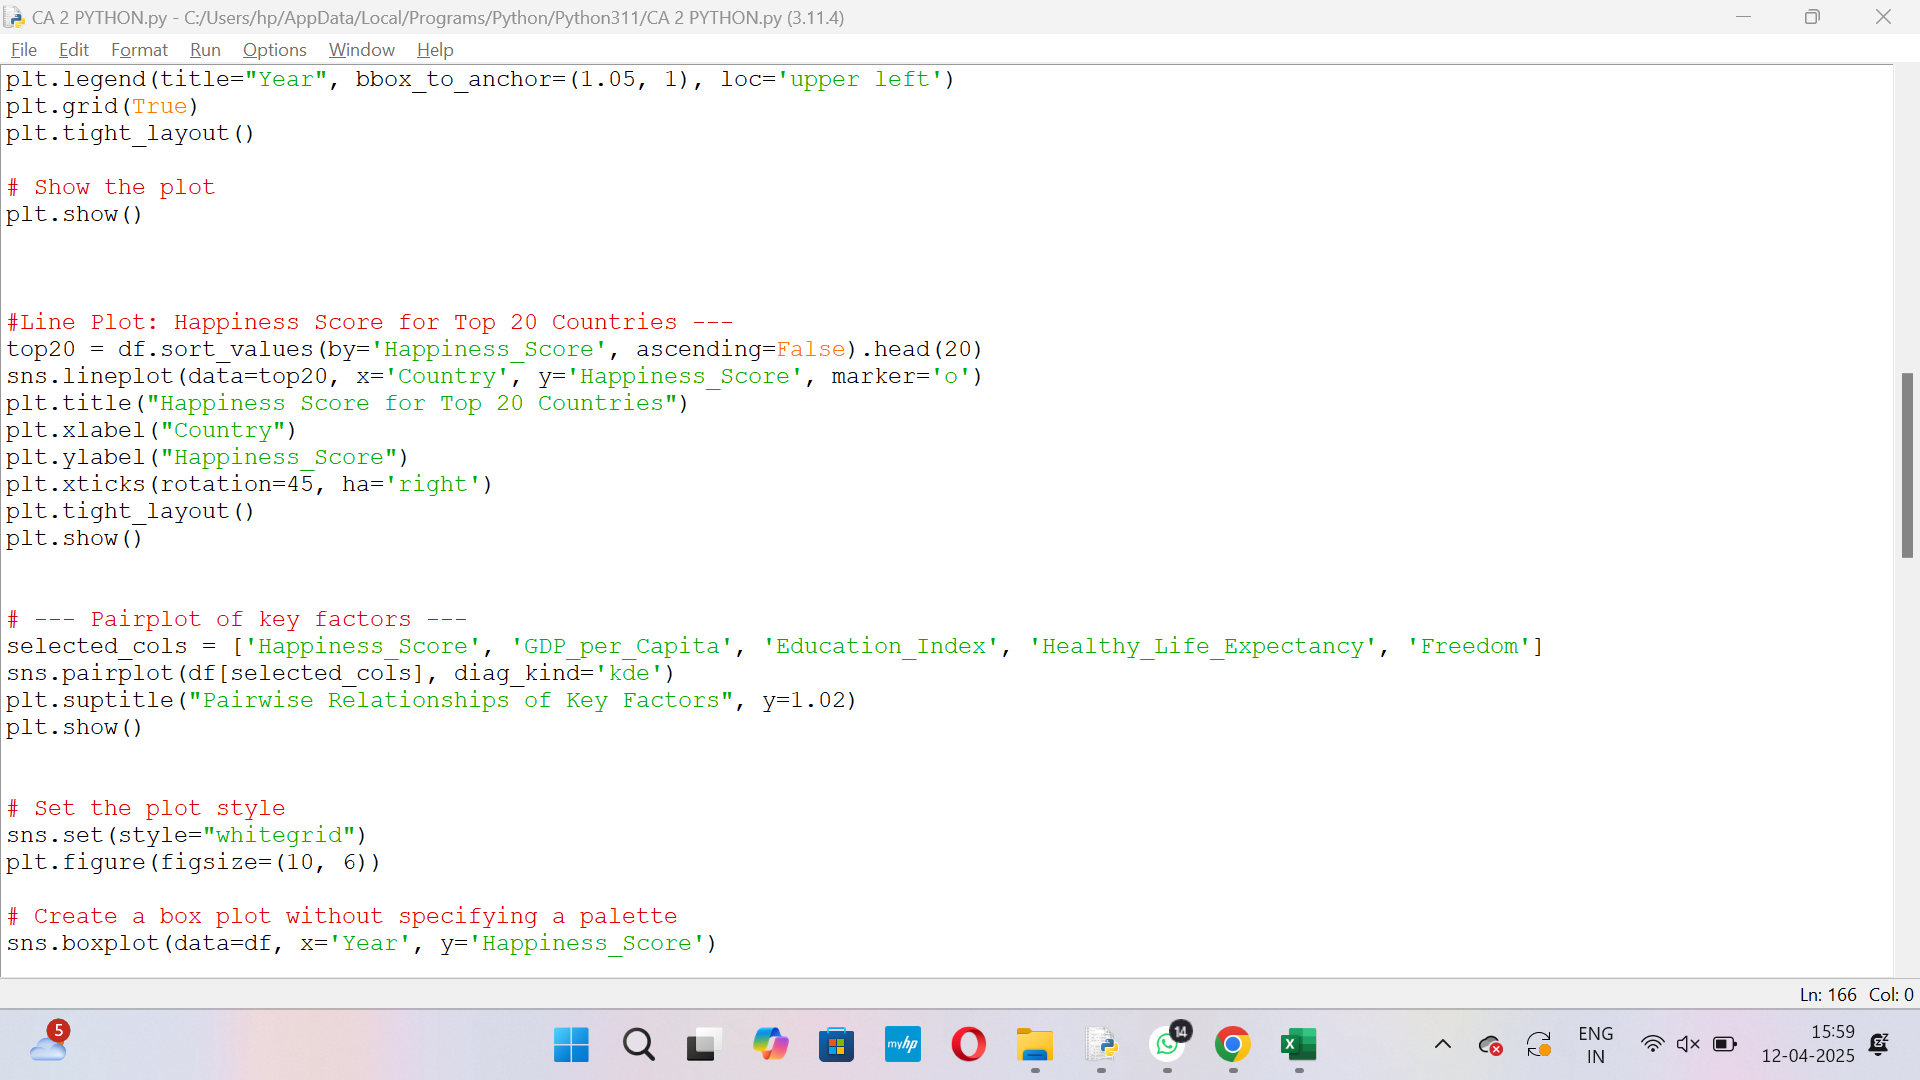 CA 2 PYTHON.py - C:/Users/hp/AppData/Local/Programs/Python/Python311/CA 2 PYTHON.py (3.11.4)
File Edit Format Run Options Window Help
plt.legend(title="Year", bbox_to_anchor=(1.05, 1), loc='upper left')
plt.grid(True)
plt.tight_layout()
# Show the plot
plt.show()
#Line Plot: Happiness Score for Top 20 Countries ---
top20 = df.sort_values(by='Happiness_Score', ascending=False).head(20)
sns.lineplot(data=top20, x='Country', y='Happiness_Score', marker='o')
plt.title("Happiness Score for Top 20 Countries")
plt.xlabel("Country")
plt.ylabel("Happiness_Score")
plt.xticks(rotation=45, ha='right')
plt.tight_layout()
plt.show()
# --- Pairplot of key factors ---
selected_cols = ['Happiness_Score', 'GDP_per_Capita', 'Education_Index', 'Healthy_Life_Expectancy', 'Freedom']
sns.pairplot(df[selected_cols], diag_kind='kde')
plt.suptitle("Pairwise Relationships of Key Factors", y=1.02)
plt.show()
# Set the plot style
sns.set(style="whitegrid")
plt.figure(figsize=(10, 6))
# Create a box plot without specifying a palette
sns.boxplot(data=df, x='Year', y='Happiness_Score')
Ln: 166 Col: 0
5
myhp
14
X
ENG
IN
15:59
12-04-2025